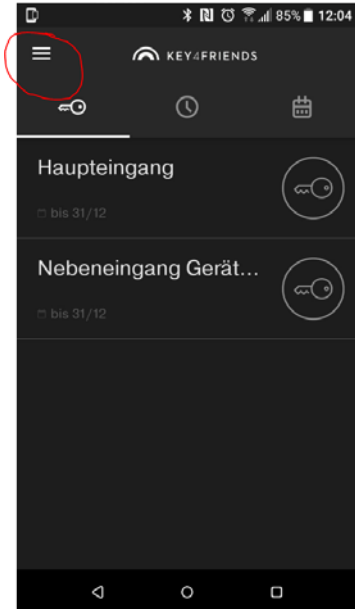 85% 12:04
KEY4FRIENDS
Haupteingang
bis 31/12
Nebeneingang Gerät...
bis 31/12